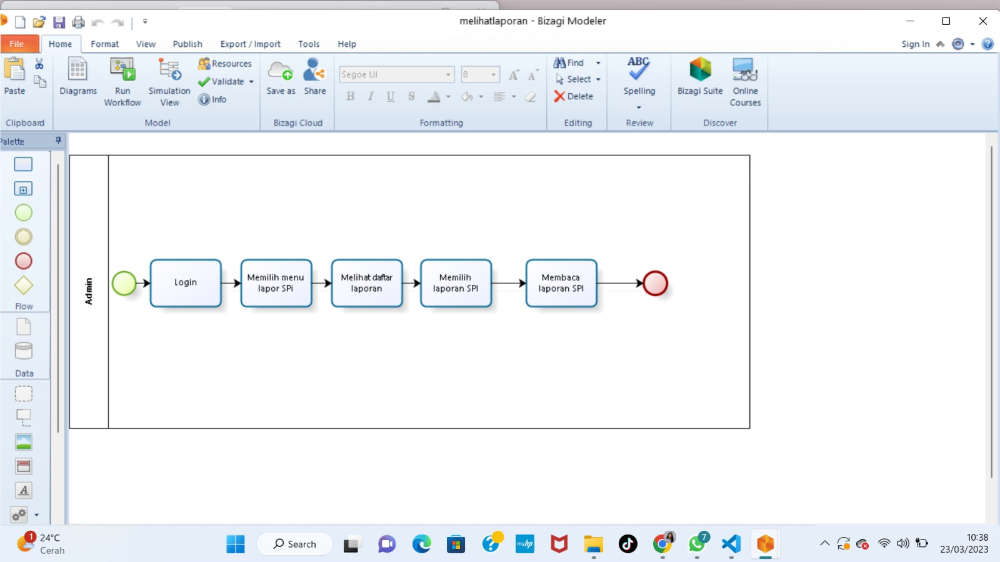 melihatlaporan - Bizagi Modeler
File Home Format View Publish Export / Import Tools Help Sign In
Paste
Clipboard
Diagrams
Run
Workflow
Simulation
View
Resources
Validate
Info
Model
Save as
Share
Bizagi Cloud
Segoe UI 8
A A
B I U S A
Formatting
Find
Select
Delete
Editing
ABC
Spelling
Review
Bizagi Suite
Online
Courses
Discover
Palette
Flow
Data
A
Admin
Login
Memilih menu
lapor SPi
Melihat daftar
laporan
Memilih
laporan SPI
Membaca
laporan SPI
1
24°C
Cerah
Search
myhp
7
10:38
23/03/2023